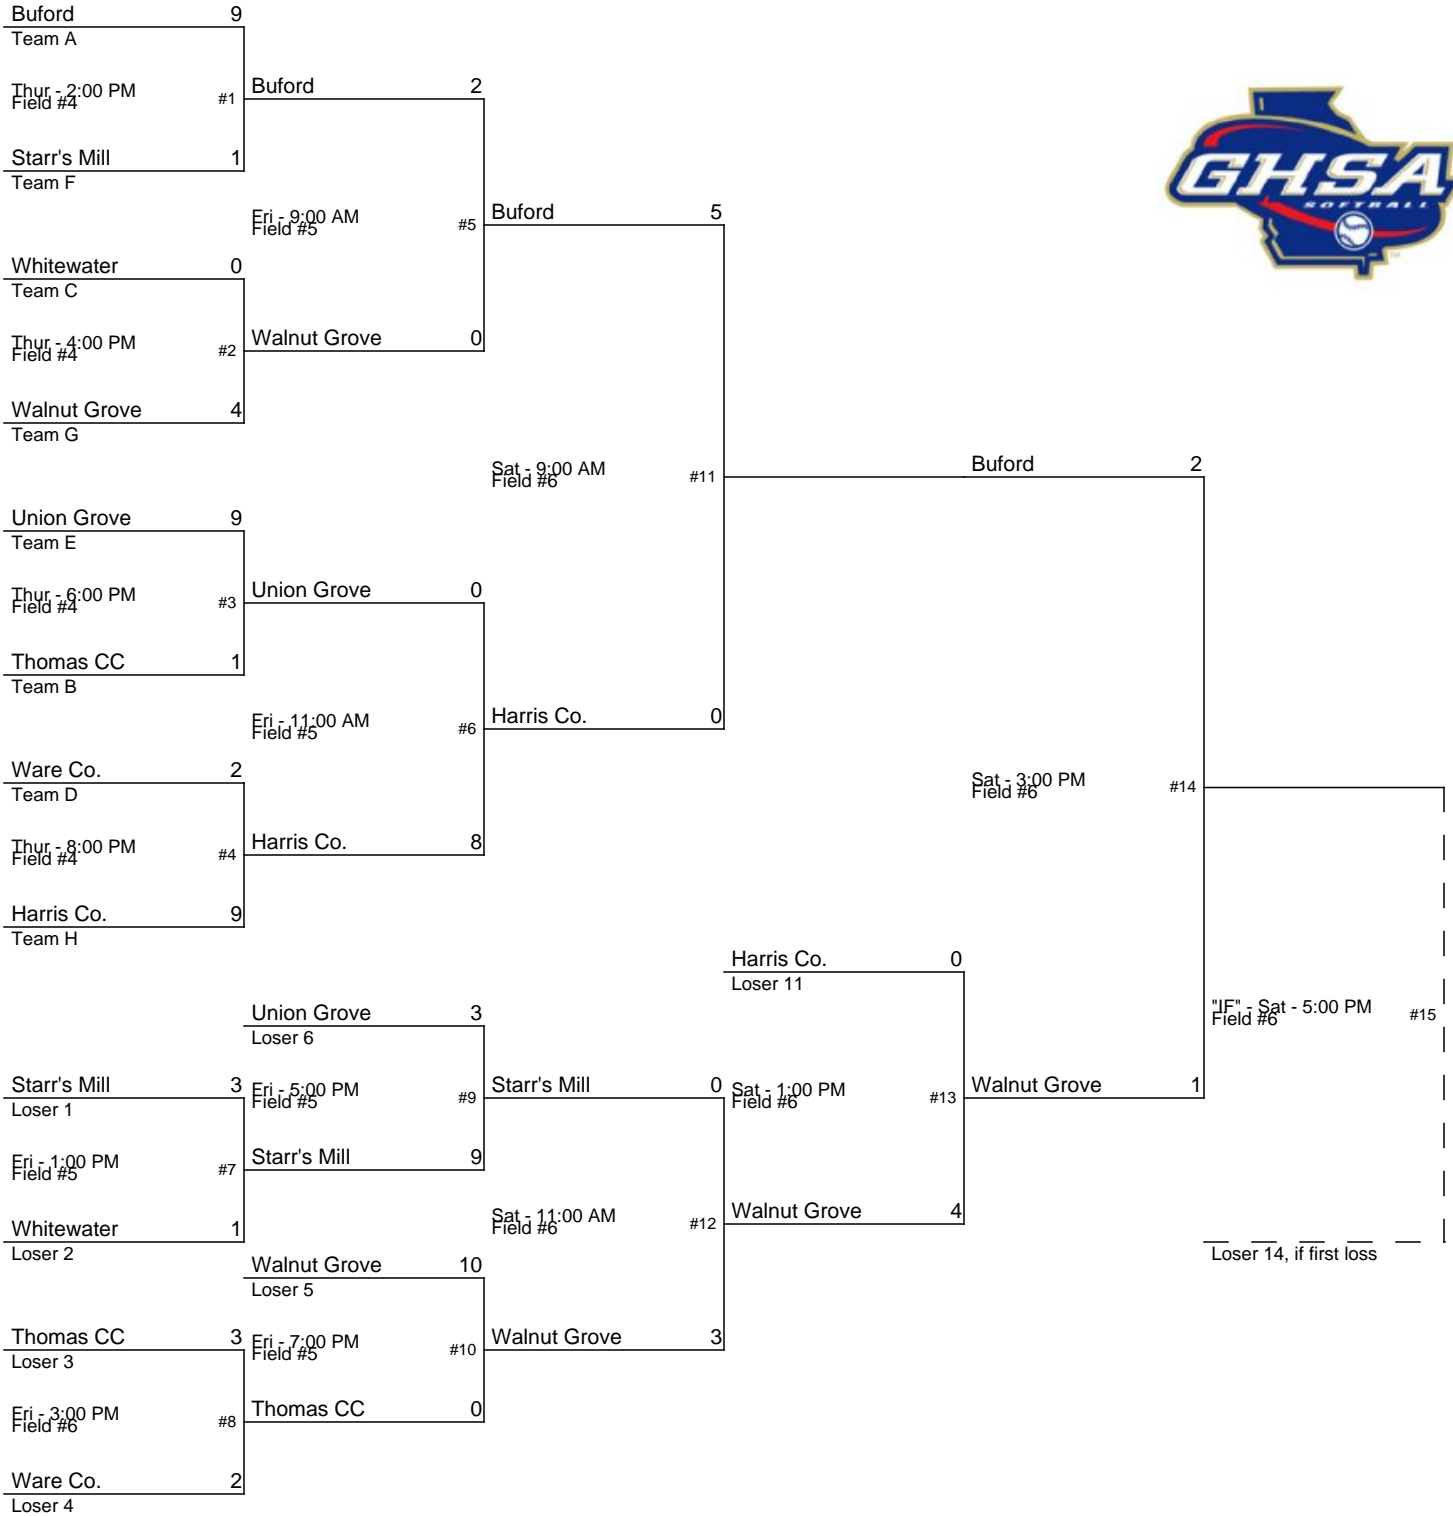 Buford 9
Team A
Thur - 2:00 PM
Field #4
#1
Starr's Mill 1
Team F
Buford 2
Fri - 9:00 AM
Field #5
#5
Whitewater 0
Team C
Thur - 4:00 PM
Field #4
#2
Walnut Grove 4
Team G
Walnut Grove 0
Buford 5
GHSA
SOFTBALL
TM
Sat - 9:00 AM
Field #6
#11
Buford 2
Union Grove 9
Team E
Thur - 6:00 PM
Field #4
#3
Thomas CC 1
Team B
Union Grove 0
Fri - 11:00 AM
Field #5
#6
Harris Co. 0
Ware Co. 2
Team D
Thur - 8:00 PM
Field #4
#4
Harris Co. 9
Team H
Harris Co. 8
Sat - 3:00 PM
Field #6
#14
Harris Co. 0
Loser 11
Union Grove 3
Loser 6
"IF" - Sat - 5:00 PM
Field #6
#15
Starr's Mill 3
Loser 1
Fri - 5:00 PM
Field #5
#9
Starr's Mill 0
Sat - 1:00 PM
Field #6
#13
Walnut Grove 1
Fri - 1:00 PM
Field #5
#7
Starr's Mill 9
Whitewater 1
Loser 2
Sat - 11:00 AM
Field #6
#12
Walnut Grove 4
Loser 14, if first loss
Walnut Grove 10
Loser 5
Thomas CC 3
Loser 3
Fri - 7:00 PM
Field #5
#10
Walnut Grove 3
Fri - 3:00 PM
Field #6
#8
Thomas CC 0
Ware Co. 2
Loser 4